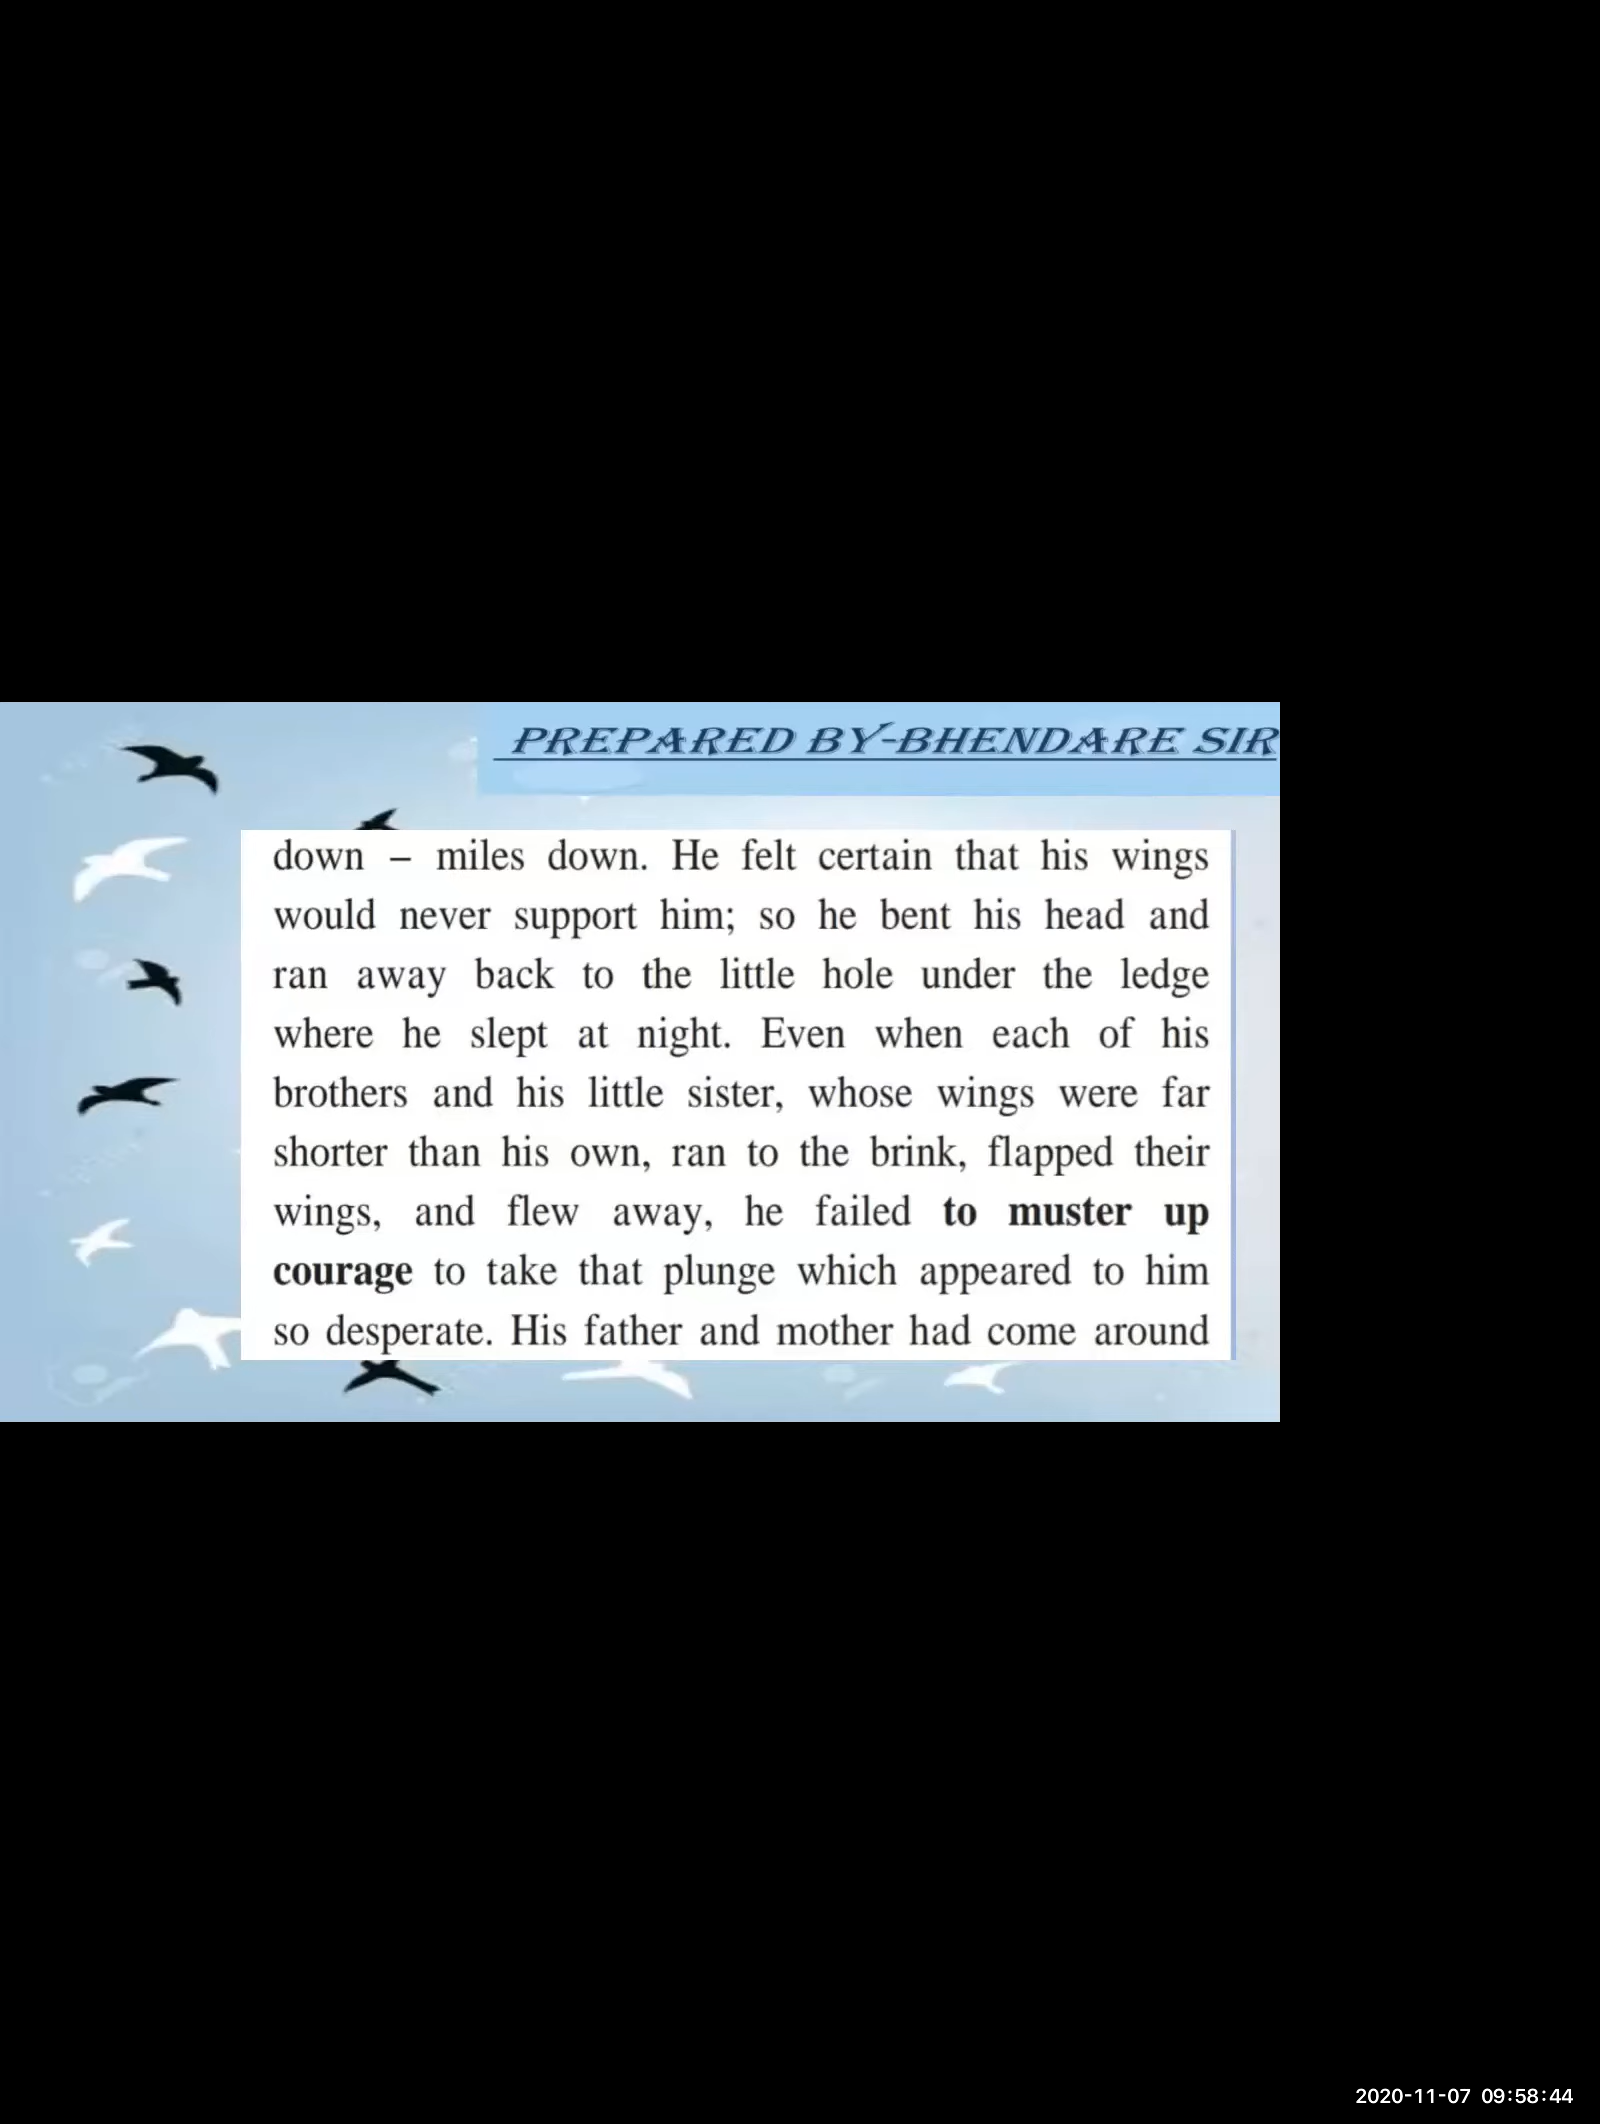 PREPARED BY-BHENDARE SIR
down – miles down. He felt certain that his wings
would never support him; so he bent his head and
ran away back to the little hole under the ledge
where he slept at night. Even when each of his
brothers and his little sister, whose wings were far
shorter than his own, ran to the brink, flapped their
wings, and flew away, he failed to muster up
courage to take that plunge which appeared to him
so desperate. His father and mother had come around
2020-11-07 09:58:44